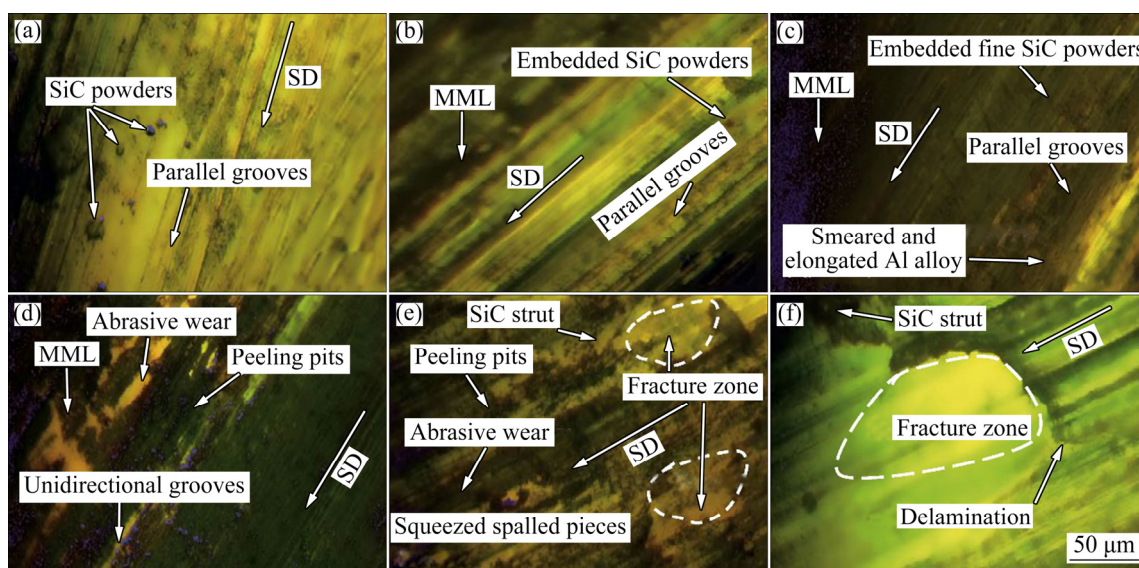 (a)
SD
SiC powders
Parallel grooves
(b)
Embedded SiC powders
MML
SD
Parallel grooves
(c)
Embedded fine SiC powders
MML
SD
Parallel grooves
Smeared and
elongated Al alloy
(d)
Abrasive wear
MML
Peeling pits
SD
Unidirectional grooves
(e)
SiC strut
Peeling pits
Fracture zone
Abrasive wear
SD
Squeezed spalled pieces
(f)
SiC strut
SD
Fracture zone
Delamination
50 μm